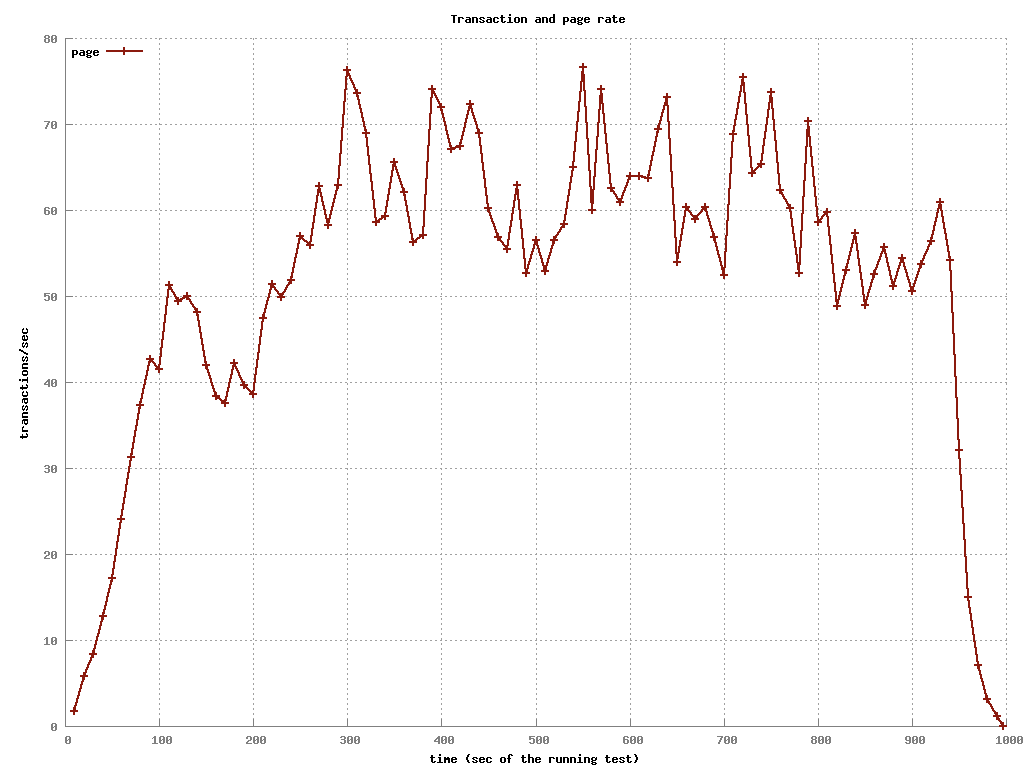 Transaction and page rate
page
80
70
60
50
40
30
20
10
0
transactions/sec
0 100 200 300 400 500 600 700 800 900 1000
time (sec of the running test)